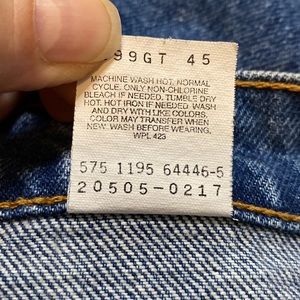 99GT 45
MACHINE WASH HOT, NORMAL
CYCLE. ONLY NON-CHLORINE
BLEACH IF NEEDED. TUMBLE DRY
HOT. HOT IRON IF NEEDED. WASH
AND DRY WITH LIKE COLORS.
COLOR MAY TRANSFER WHEN
NEW. WASH BEFORE WEARING.
WPL 423
575 1195 64446-5
20505-0217